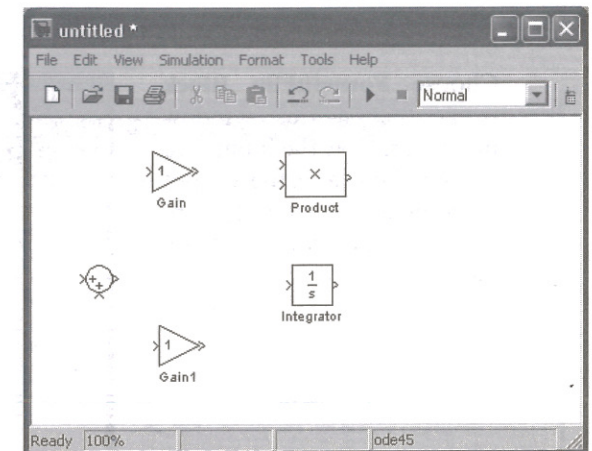 untitled *
File Edit View Simulation Format Tools Help
Normal
1
Gain
×
Product
+
+
1
s
Integrator
1
Gain1
Ready 100% ode45